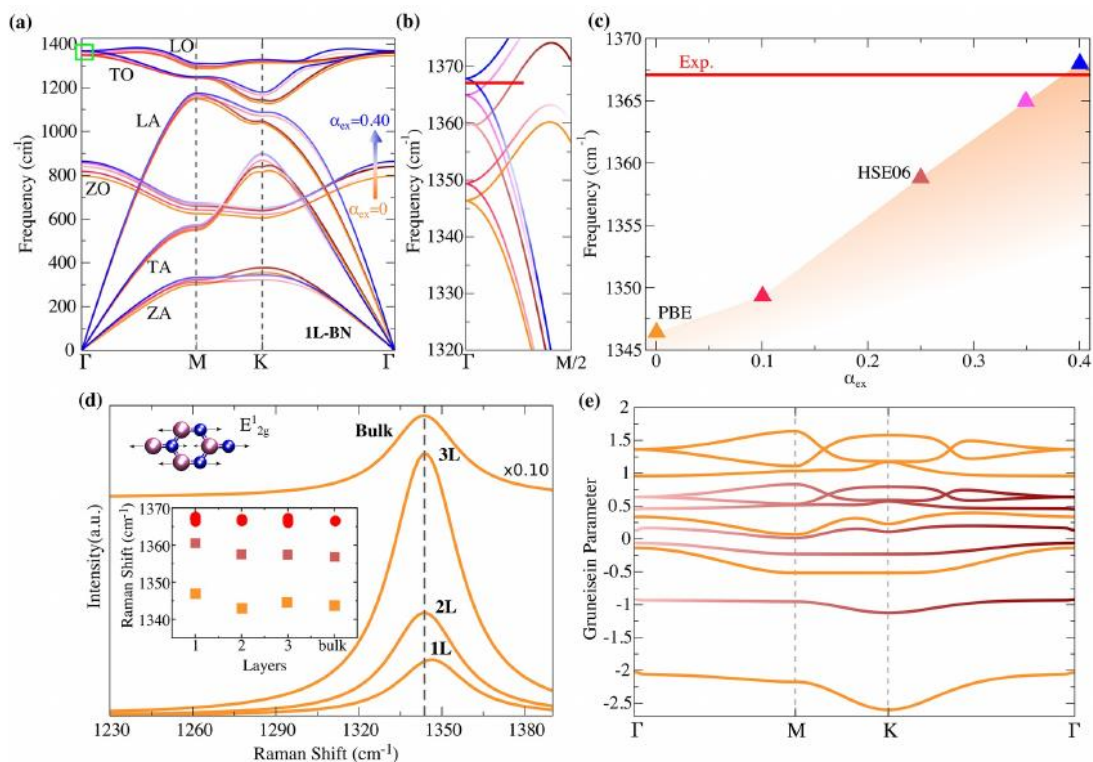 (a)
1400
1200
1000
800
600
400
200
0
Frequency (cm⁻¹)
LO
TO
LA
ZO
TA
ZA
αex=0.40
αex=0
1L-BN
Γ
M
K
Γ
(b)
1370
1360
1350
1340
1330
1320
Frequency (cm⁻¹)
Γ
M/2
(c)
1370
1365
1360
1355
1350
1345
Frequency (cm⁻¹)
Exp.
HSE06
PBE
0
0.1
0.2
0.3
0.4
αex
(d)
E¹2g
Bulk
3L
x0.10
2L
1L
Intensity(a.u.)
Raman Shift (cm⁻¹)
1370
1360
1350
1340
1
2
3
bulk
Layers
1230
1260
1290
1320
1350
1380
Raman Shift (cm⁻¹)
(e)
2
1.5
1
0.5
0
-0.5
-1
-1.5
-2
-2.5
Gruneisein Parameter
Γ
M
K
Γ